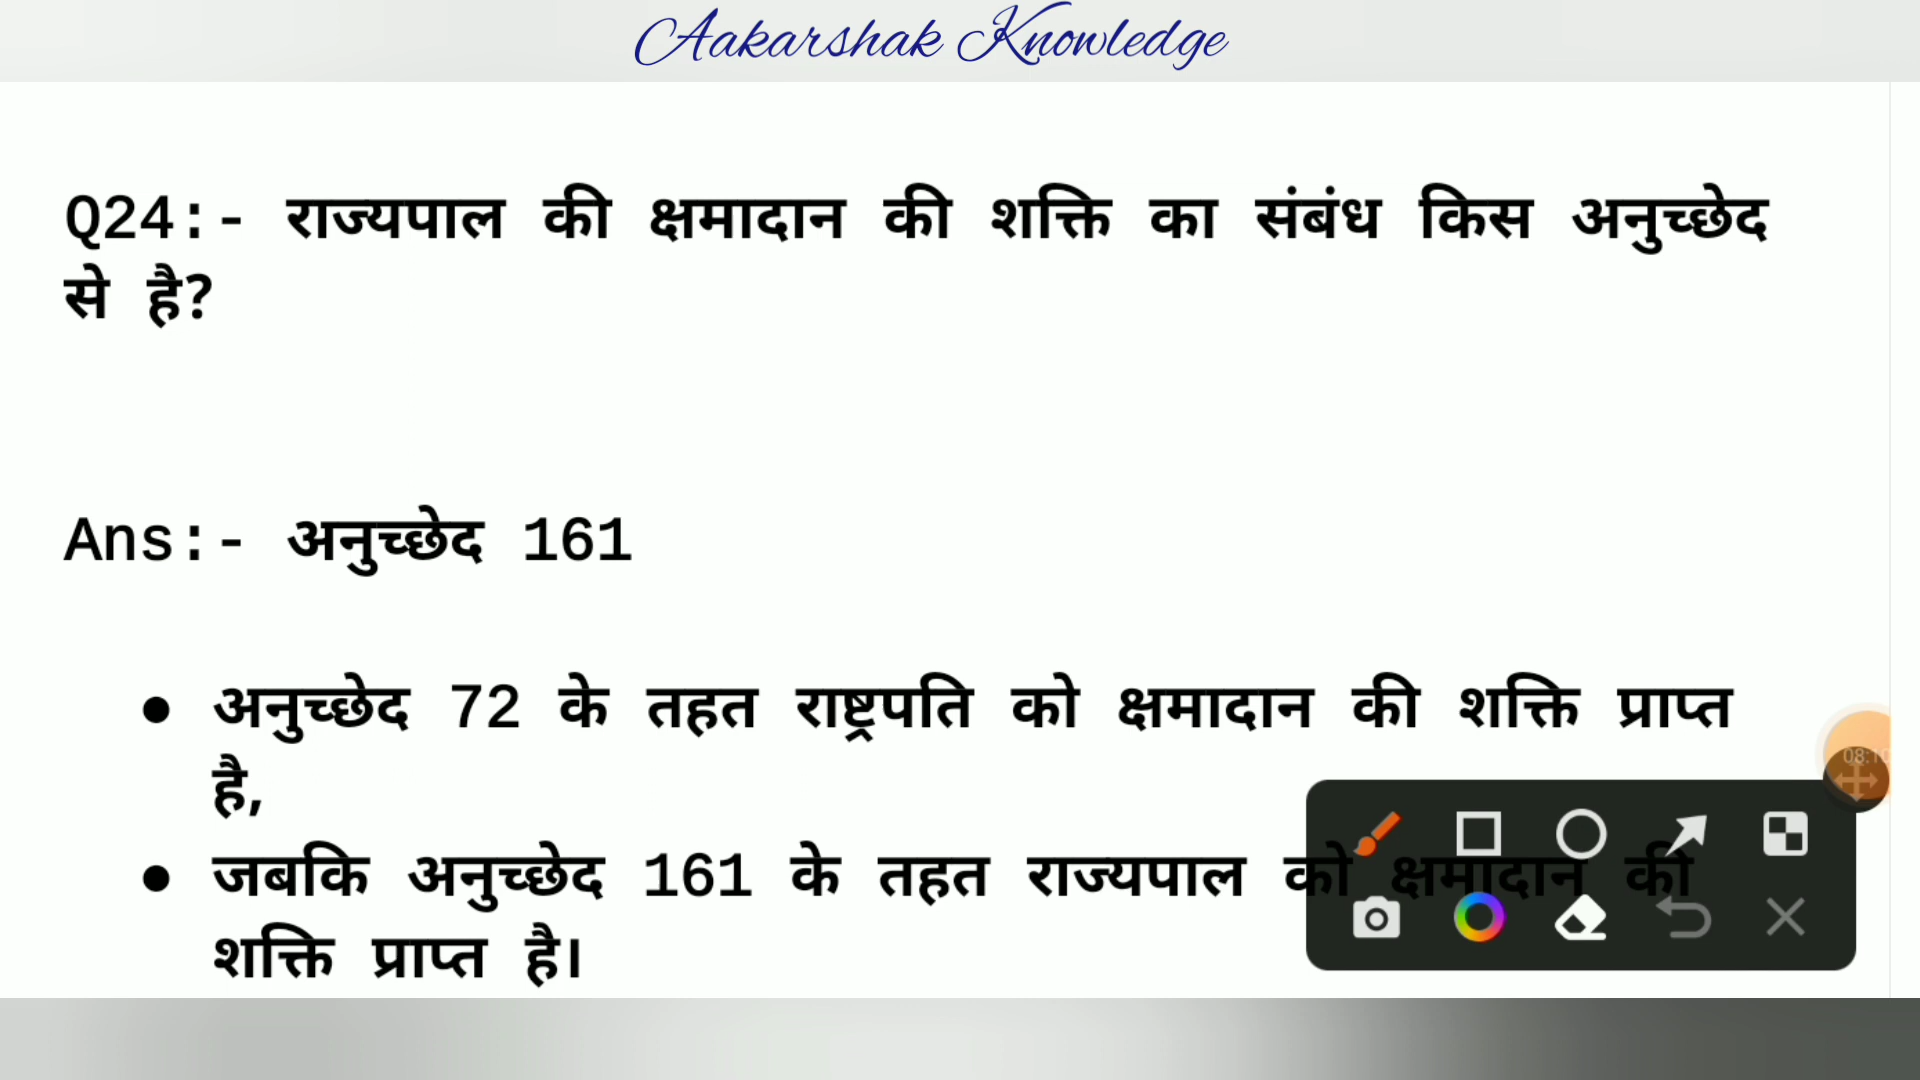 Aakarshak Knowledge
Q24:- राज्यपाल की क्षमादान की शक्ति का संबंध किस अनुच्छेद
से है?
Ans:- अनुच्छेद 161
● अनुच्छेद 72 के तहत राष्ट्रपति को क्षमादान की शक्ति प्राप्त
है,
● जबकि अनुच्छेद 161 के तहत राज्यपाल को क्षमादान की
शक्ति प्राप्त है।